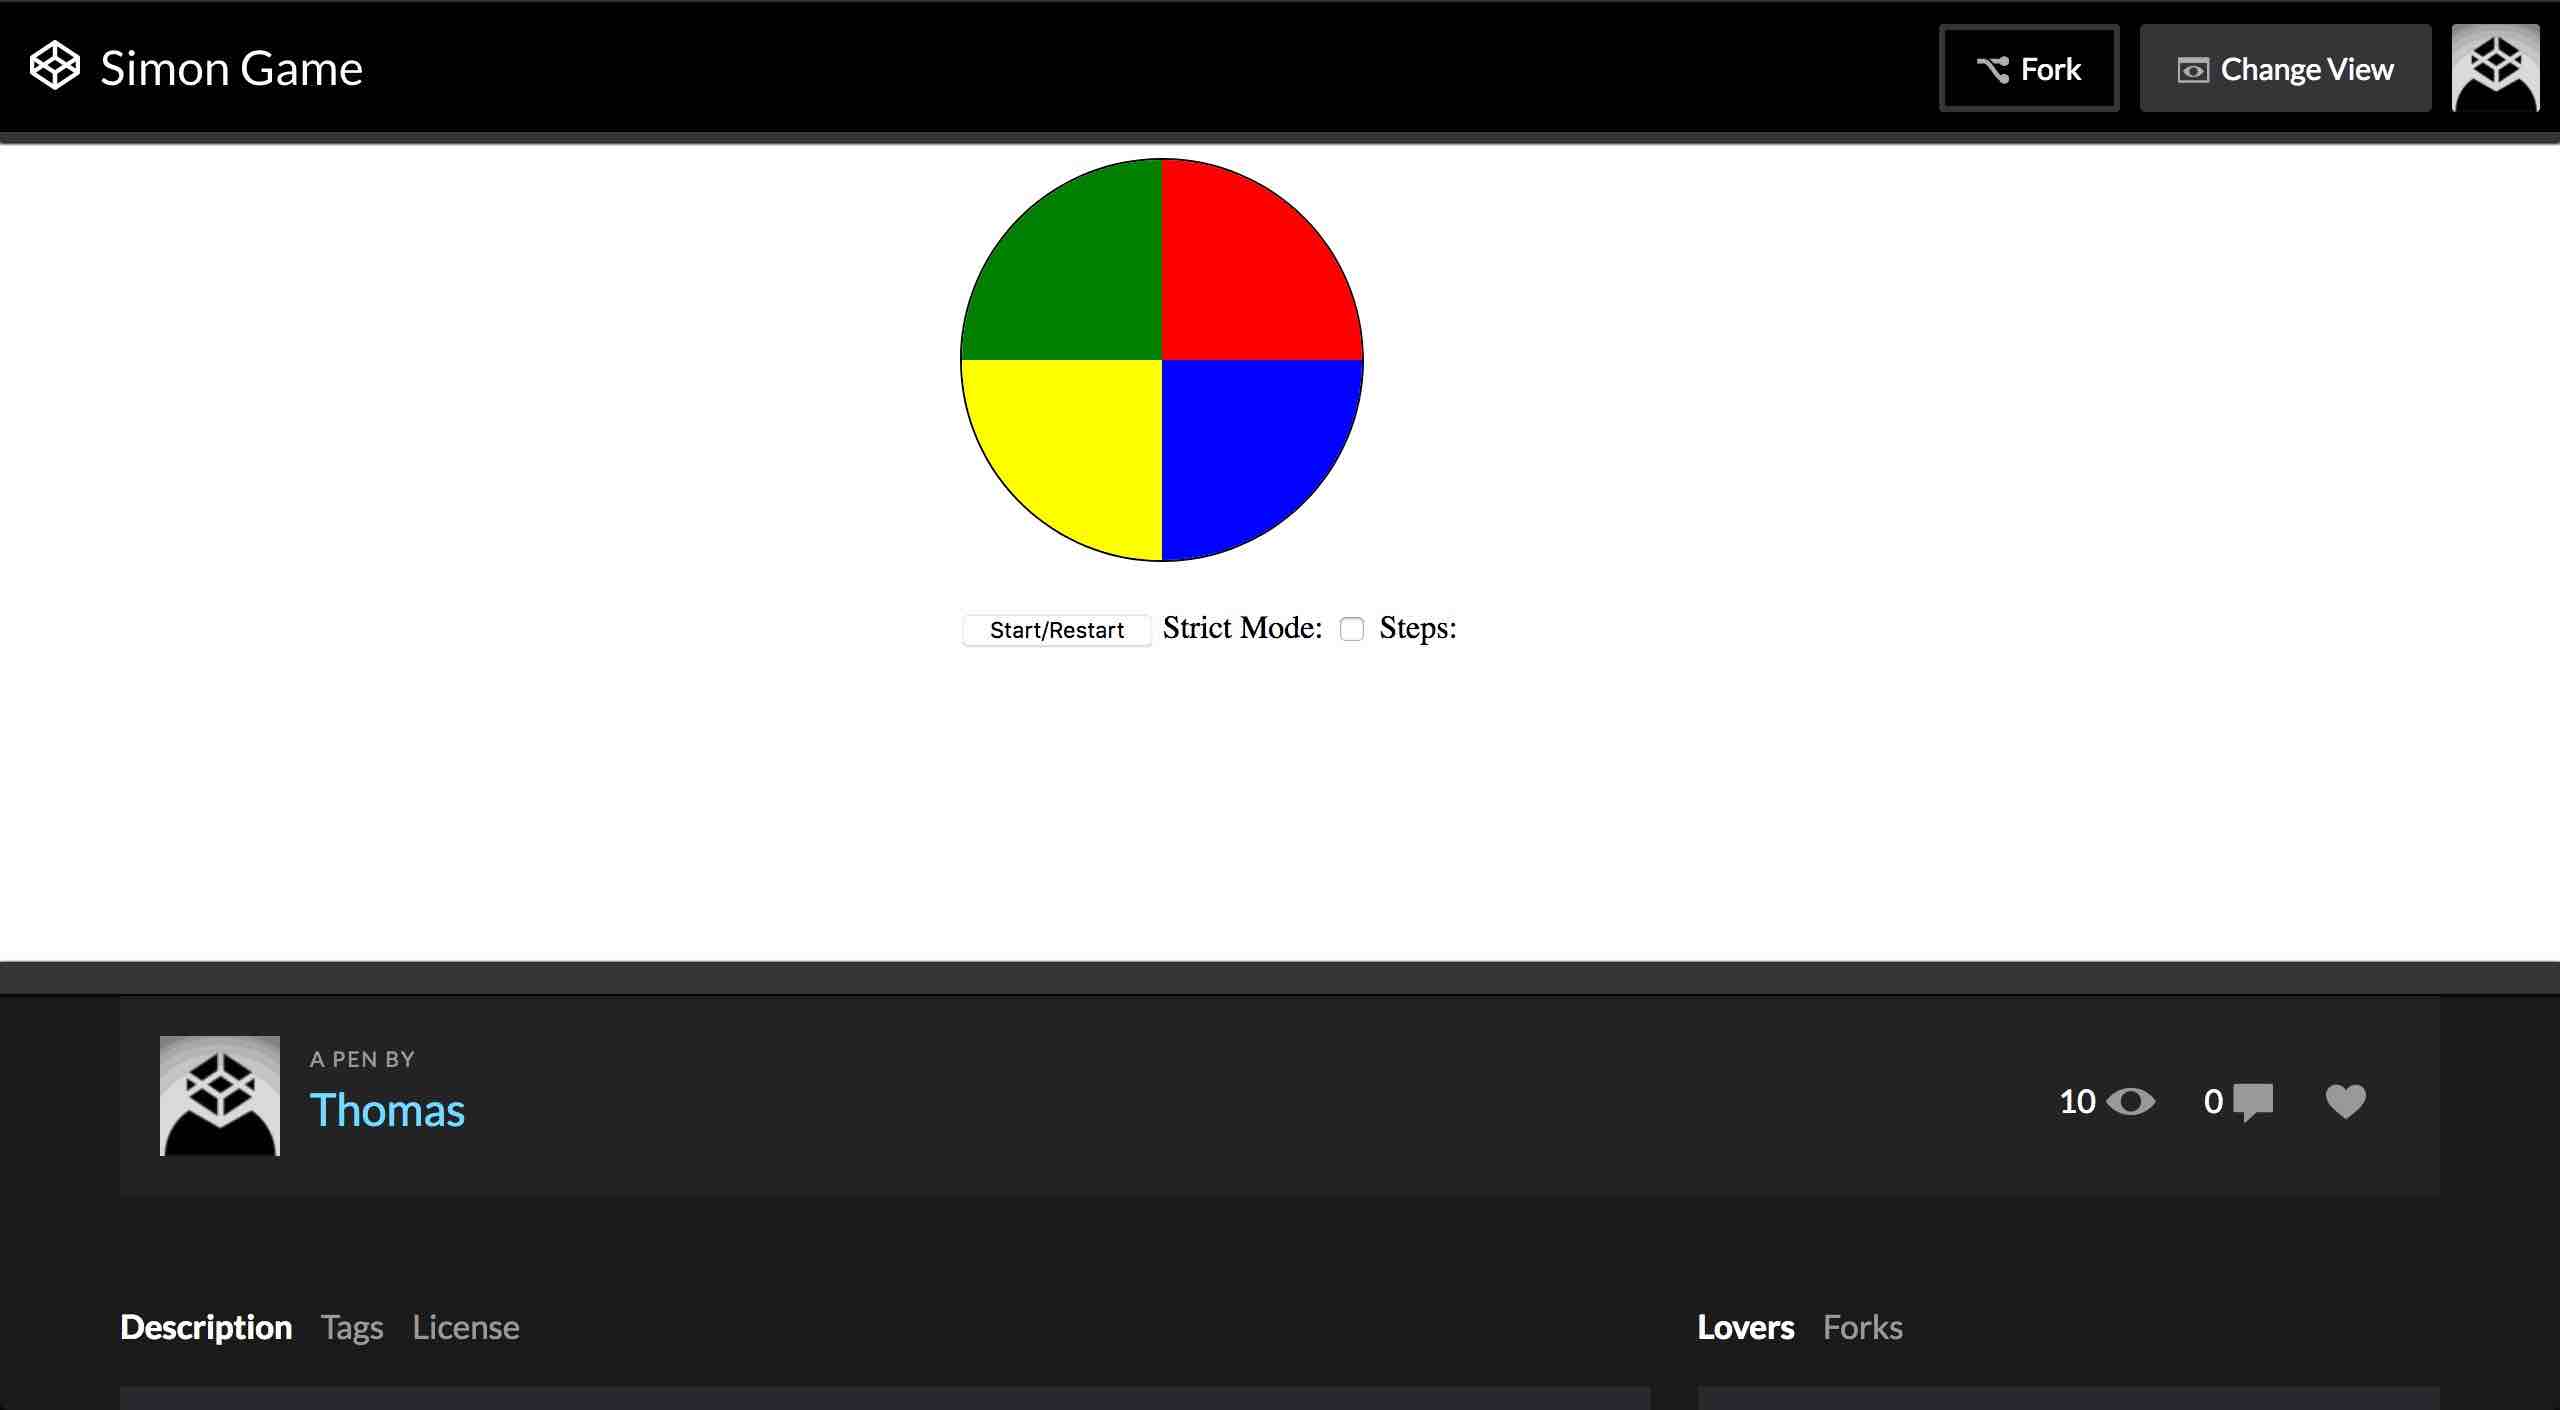 Simon Game
Fork
Change View
Start/Restart Strict Mode: Steps:
A PEN BY
Thomas
10 0
Description Tags License
Lovers Forks